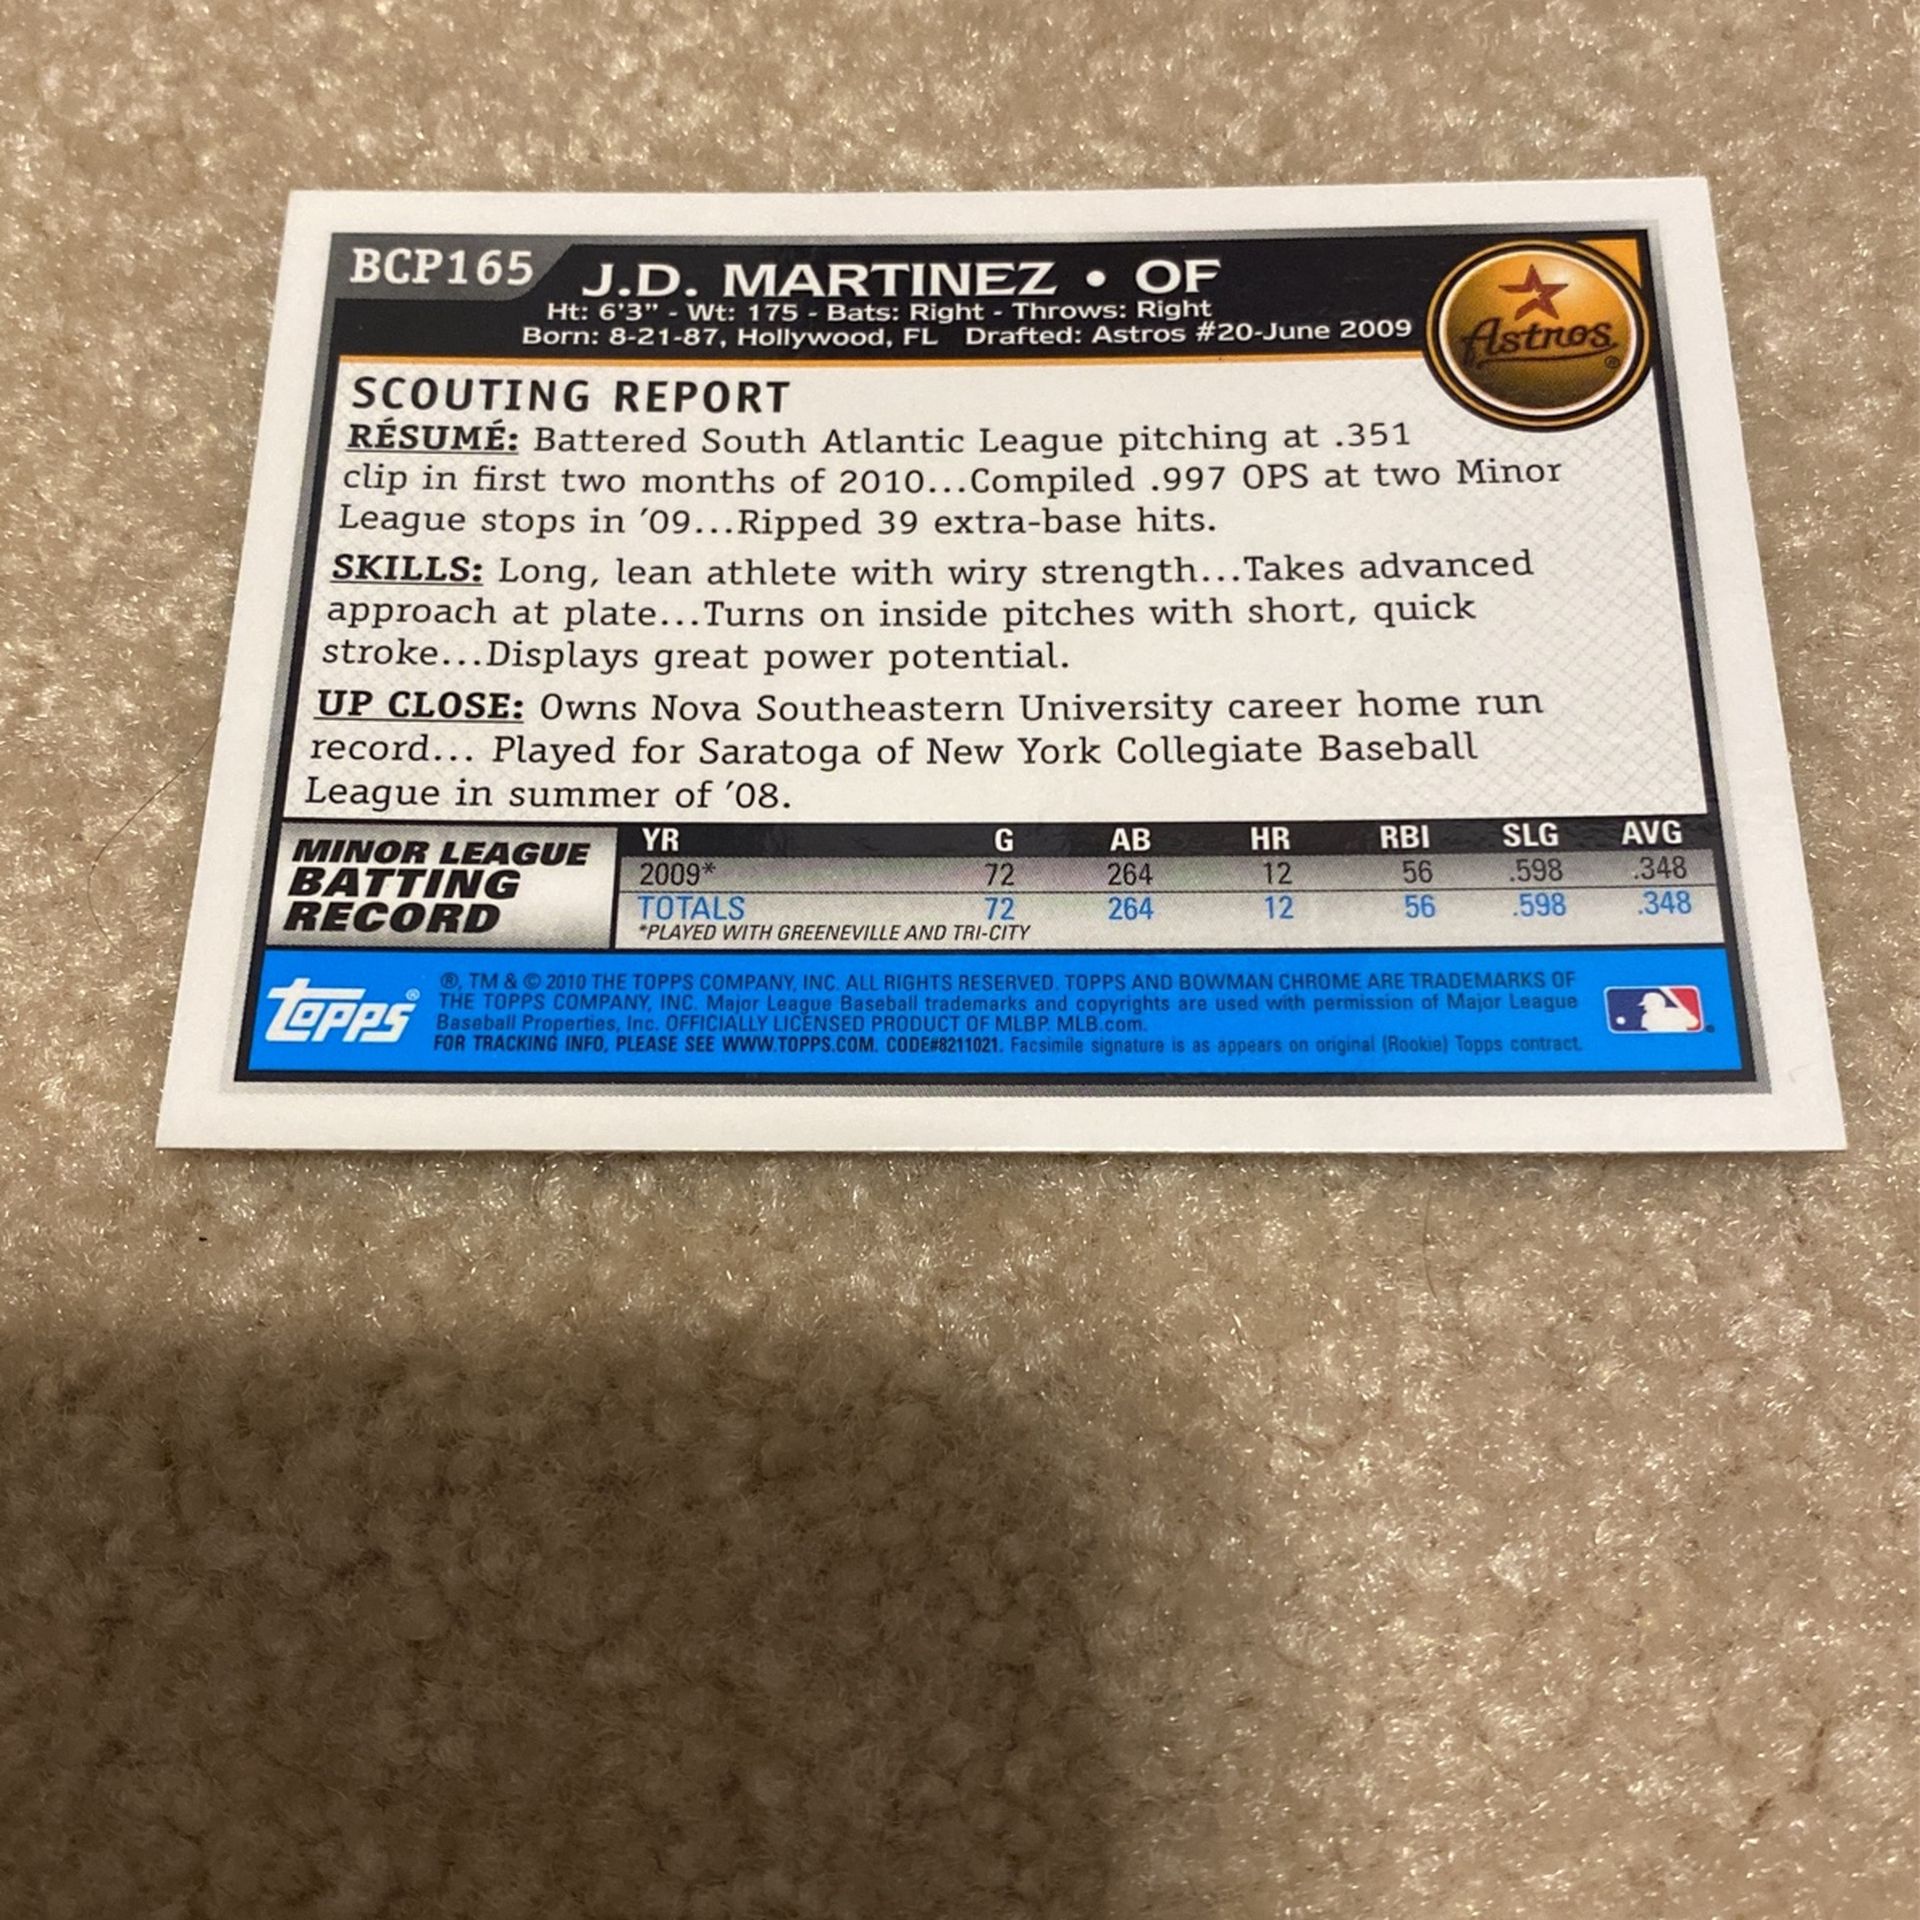 BCP165
J.D. MARTINEZ • OF
Ht: 6'3" - Wt: 175 - Bats: Right - Throws: Right
Born: 8-21-87, Hollywood, FL Drafted: Astros #20-June 2009
Astros
SCOUTING REPORT
RÉSUMÉ: Battered South Atlantic League pitching at .351
clip in first two months of 2010...Compiled .997 OPS at two Minor
League stops in '09...Ripped 39 extra-base hits.
SKILLS: Long, lean athlete with wiry strength...Takes advanced
approach at plate...Turns on inside pitches with short, quick
stroke...Displays great power potential.
UP CLOSE: Owns Nova Southeastern University career home run
record... Played for Saratoga of New York Collegiate Baseball
League in summer of '08.
MINOR LEAGUE
BATTING
RECORD
YR G AB HR RBI SLG AVG
2009* 72 264 12 56 .598 .348
TOTALS 72 264 12 56 .598 .348
*PLAYED WITH GREENEVILLE AND TRI-CITY
Topps®
®, TM & © 2010 THE TOPPS COMPANY, INC. ALL RIGHTS RESERVED. TOPPS AND BOWMAN CHROME ARE TRADEMARKS OF
THE TOPPS COMPANY, INC. Major League Baseball trademarks and copyrights are used with permission of Major League
Baseball Properties, Inc. OFFICIALLY LICENSED PRODUCT OF MLBP. MLB.com.
FOR TRACKING INFO, PLEASE SEE WWW.TOPPS.COM. CODE#8211021. Facsimile signature is as appears on original (Rookie) Topps contract.